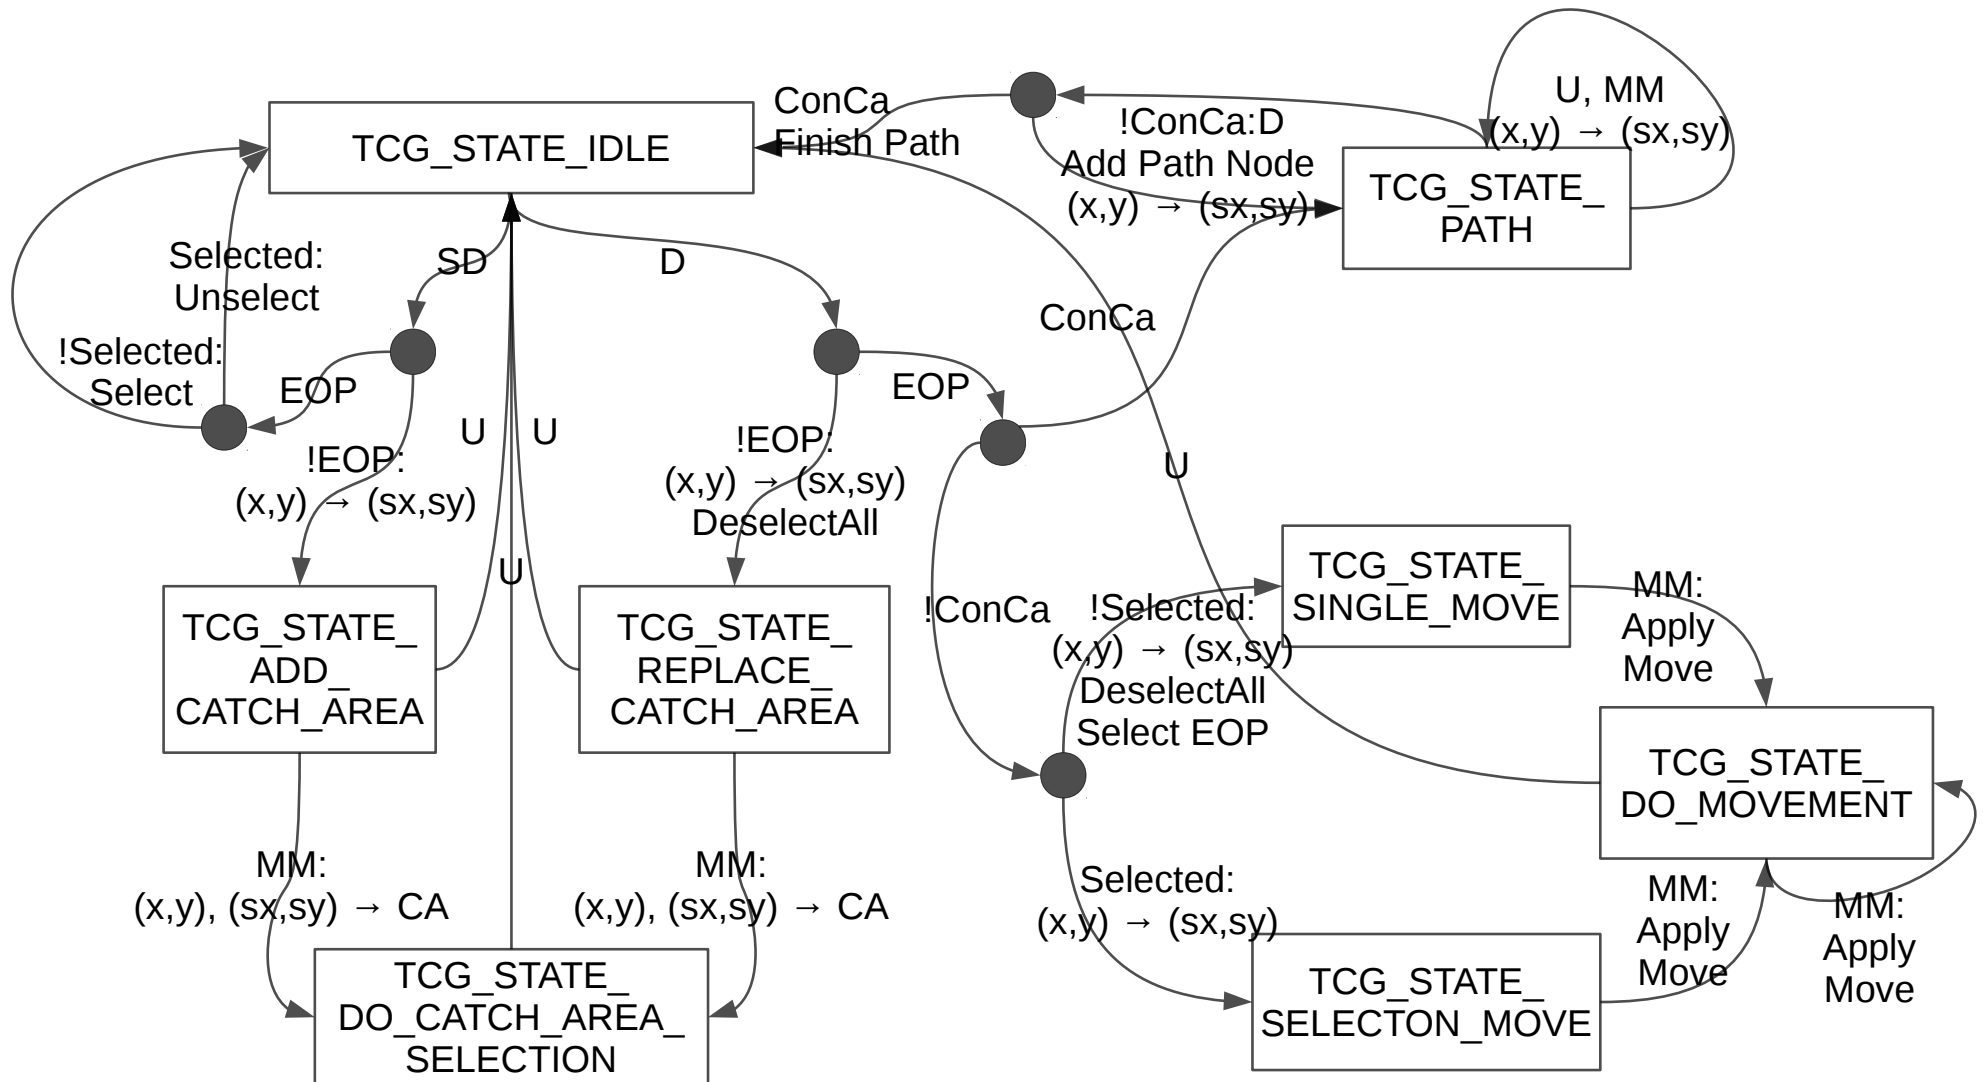 ConCa
Finish Path
TCG_STATE_IDLE
!ConCa:D
Add Path Node
(x,y) → (sx,sy)
U, MM
(x,y) → (sx,sy)
TCG_STATE_
PATH
Selected:
Unselect
SD
D
ConCa
!Selected:
Select
EOP
EOP
U
U
!EOP:
(x,y) → (sx,sy)
!EOP:
(x,y) → (sx,sy)
DeselectAll
U
U
TCG_STATE_
ADD_
CATCH_AREA
TCG_STATE_
REPLACE_
CATCH_AREA
!ConCa
!Selected:
(x,y) → (sx,sy)
DeselectAll
Select EOP
TCG_STATE_
SINGLE_MOVE
MM:
Apply
Move
TCG_STATE_
DO_MOVEMENT
MM:
(x,y), (sx,sy) → CA
MM:
(x,y), (sx,sy) → CA
Selected:
(x,y) → (sx,sy)
MM:
Apply
Move
MM:
Apply
Move
TCG_STATE_
DO_CATCH_AREA_
SELECTION
TCG_STATE_
SELECTON_MOVE